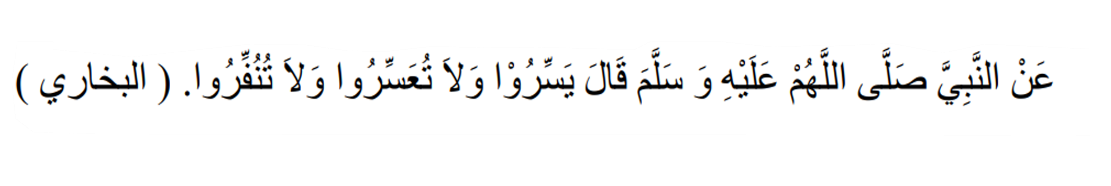 عَنْ النَّبِيَّ صَلَّى اللَّهُمْ عَلَيْهِ وَ سَلَّمَ قَالَ يَسِّرُوْا وَلاَ تُعَسِّرُوا وَلاَ تُنُفِّرُوا. ( البخاري )